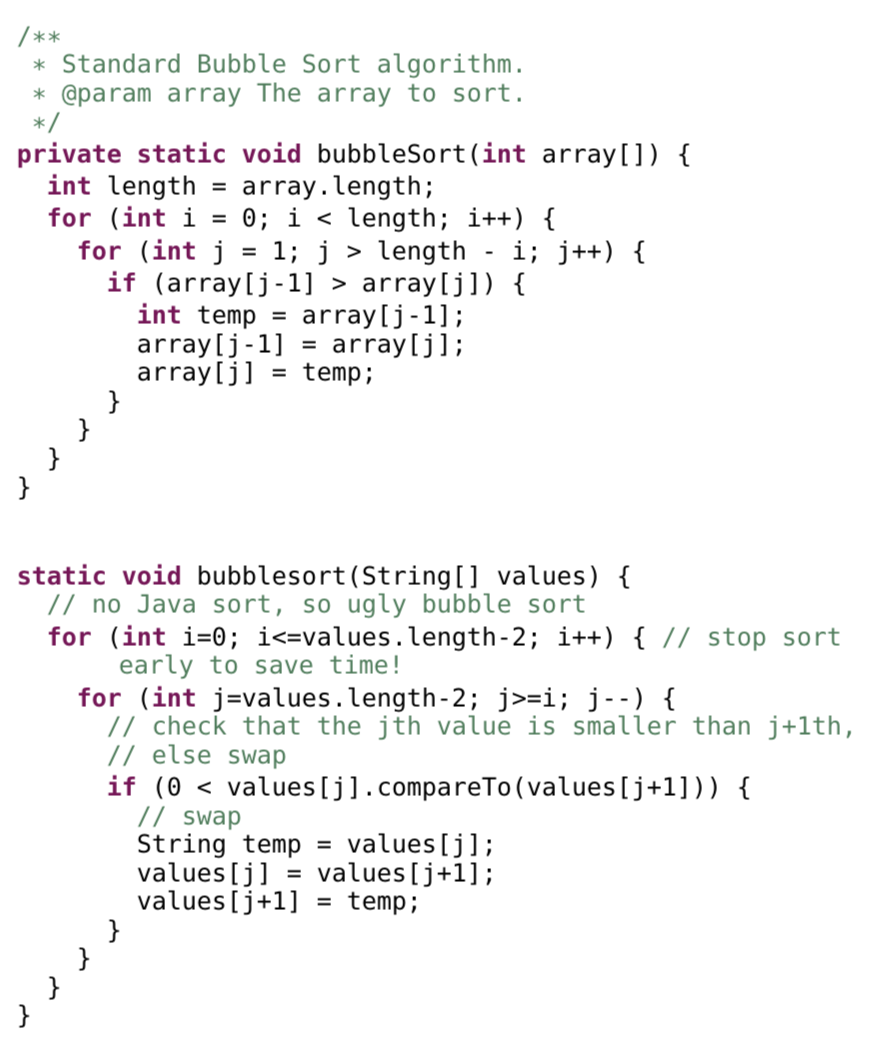 /**
 * Standard Bubble Sort algorithm.
 * @param array The array to sort.
 */
private static void bubbleSort(int array[]) {
  int length = array.length;
  for (int i = 0; i < length; i++) {
    for (int j = 1; j > length - i; j++) {
      if (array[j-1] > array[j]) {
        int temp = array[j-1];
        array[j-1] = array[j];
        array[j] = temp;
      }
    }
  }
}
static void bubblesort(String[] values) {
  // no Java sort, so ugly bubble sort
  for (int i=0; i<=values.length-2; i++) { // stop sort
       early to save time!
    for (int j=values.length-2; j>=i; j--) {
      // check that the jth value is smaller than j+1th,
      // else swap
      if (0 < values[j].compareTo(values[j+1])) {
        // swap
        String temp = values[j];
        values[j] = values[j+1];
        values[j+1] = temp;
      }
    }
  }
}